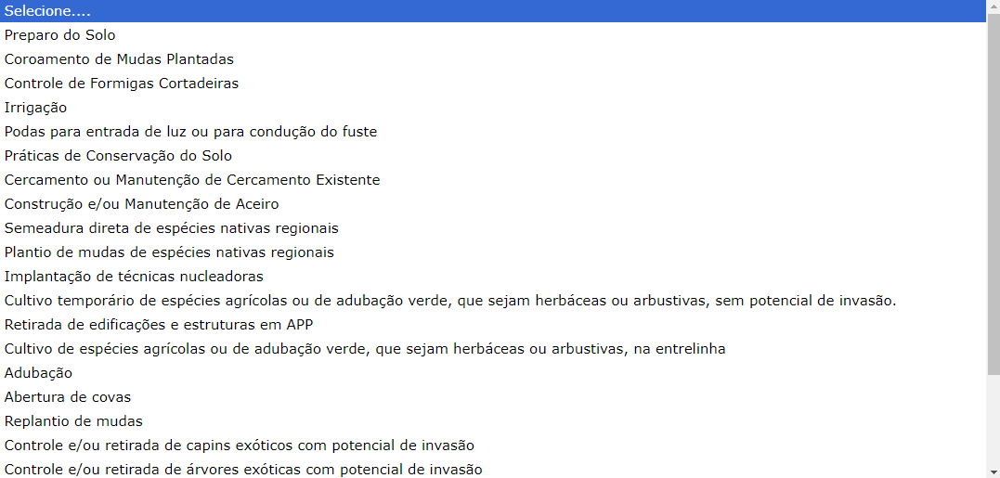 Selecione....
Preparo do Solo
Coroamento de Mudas Plantadas
Controle de Formigas Cortadeiras
Irrigação
Podas para entrada de luz ou para condução do fuste
Práticas de Conservação do Solo
Cercamento ou Manutenção de Cercamento Existente
Construção e/ou Manutenção de Aceiro
Semeadura direta de espécies nativas regionais
Plantio de mudas de espécies nativas regionais
Implantação de técnicas nucleadoras
Cultivo temporário de espécies agrícolas ou de adubação verde, que sejam herbáceas ou arbustivas, sem potencial de invasão.
Retirada de edificações e estruturas em APP
Cultivo de espécies agrícolas ou de adubação verde, que sejam herbáceas ou arbustivas, na entrelinha
Adubação
Abertura de covas
Replantio de mudas
Controle e/ou retirada de capins exóticos com potencial de invasão
Controle e/ou retirada de árvores exóticas com potencial de invasão